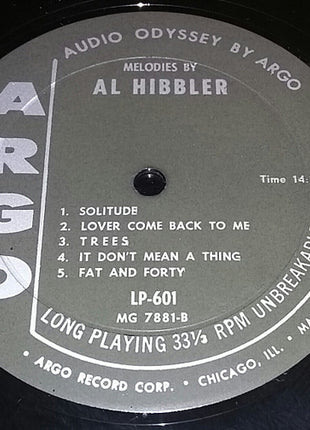 AUDIO ODYSSEY BY ARGO
ARGO
MELODIES BY
AL HIBBLER
Time 14:
1. SOLITUDE
2. LOVER COME BACK TO ME
3. TREES
4. IT DON'T MEAN A THING
5. FAT AND FORTY
LP-601
MG 7881-B
LONG PLAYING 33⅓ RPM UNBREAKA
• ARGO RECORD CORP. • CHICAGO, ILL. • MA